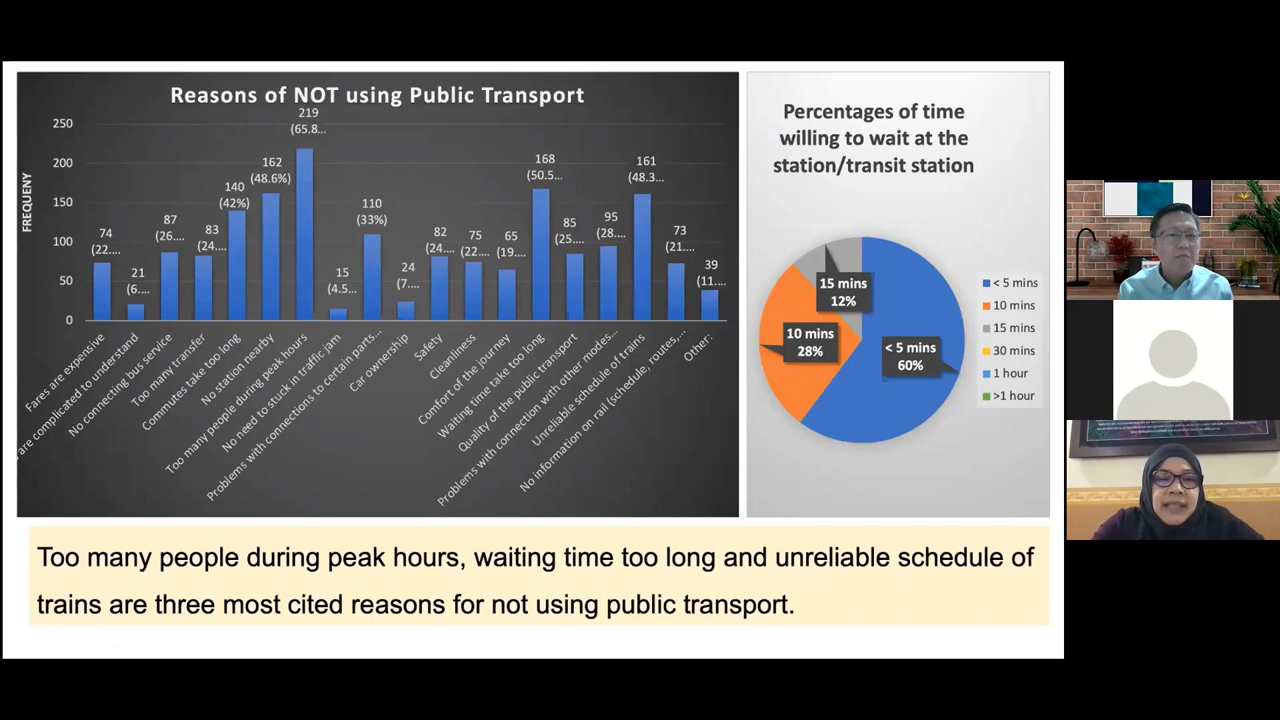 Reasons of NOT using Public Transport
FREQUENY
250
200
150
100
50
0
74
(22....
21
(6....
87
(26....
83
(24....
140
(42%)
162
(48.6%)
219
(65.8...
15
(4.5...
110
(33%)
24
(7....
82
(24....
75
(22....
65
(19....
168
(50.5...
85
(25....
95
(28....
161
(48.3...
73
(21....
39
(11....
Fares are expensive
are complicated to understand
No connecting bus service
Too many transfer
Commutes take too long
No station nearby
Too many people during peak hours
No need to stuck in traffic jam
Problems with connections to certain parts...
Car ownership
Safety
Cleanliness
Comfort of the journey
Waiting time take too long
Quality of the public transport
Problems with connection with other modes...
Unreliable schedule of trains
No information on rail (schedule, routes,...
Other:
Percentages of time
willing to wait at the
station/transit station
15 mins
12%
10 mins
28%
< 5 mins
60%
< 5 mins
10 mins
15 mins
30 mins
1 hour
>1 hour
Too many people during peak hours, waiting time too long and unreliable schedule of
trains are three most cited reasons for not using public transport.